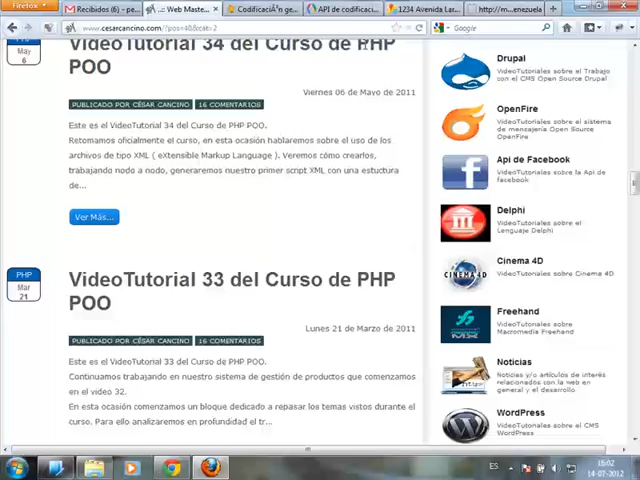 Firefox
Recibidos (6) - pe...
.:: Web Maste...
CodificaciÃ³n ge...
API de codificac...
1234 Avenida La...
http://m...enezuela
www.cesarcancino.com/?pos=40&cat=2
Google
May
6
VideoTutorial 34 del Curso de PHP
POO
Viernes 06 de Mayo de 2011
PUBLICADO POR CÉSAR CANCINO
16 COMENTARIOS
Este es el VideoTutorial 34 del Curso de PHP POO.
Retomamos oficialmente el curso, en esta ocasión hablaremos sobre el uso de los
archivos de tipo XML ( eXtensible Markup Language ). Veremos cómo crearlos,
trabajando nodo a nodo, generaremos nuestro primer script XML con una estuctura
de...
Ver Más...
PHP
Mar
21
VideoTutorial 33 del Curso de PHP
POO
Lunes 21 de Marzo de 2011
PUBLICADO POR CÉSAR CANCINO
16 COMENTARIOS
Este es el VideoTutorial 33 del Curso de PHP POO.
Continuamos trabajando en nuestro sistema de gestión de productos que comenzamos
en el video 32.
En esta ocasión comenzamos un bloque dedicado a repasar los temas vistos durante el
curso. Para ello analizaremos en profundidad el tr...
Drupal
VideoTutoriales sobre el Trabajo
con el CMS Open Source Drupal
OpenFire
VideoTutoriales sobre el sistema
de mensajería Open Source
OpenFire
Api de Facebook
VideoTutoriales sobre la Api de
facebook
Delphi
VideoTutoriales sobre el
Lenguaje Delphi
CINEMA 4D
Cinema 4D
VideoTutoriales sobre Cinema 4D
Freehand
VideoTutoriales sobre
Macromedia Freehand
Noticias
Noticias y/o artículos de interés
relacionados con la web en
general y el desarrollo
WordPress
VideoTutoriales sobre el CMS
WordPress
ES
15:02
14-07-2012